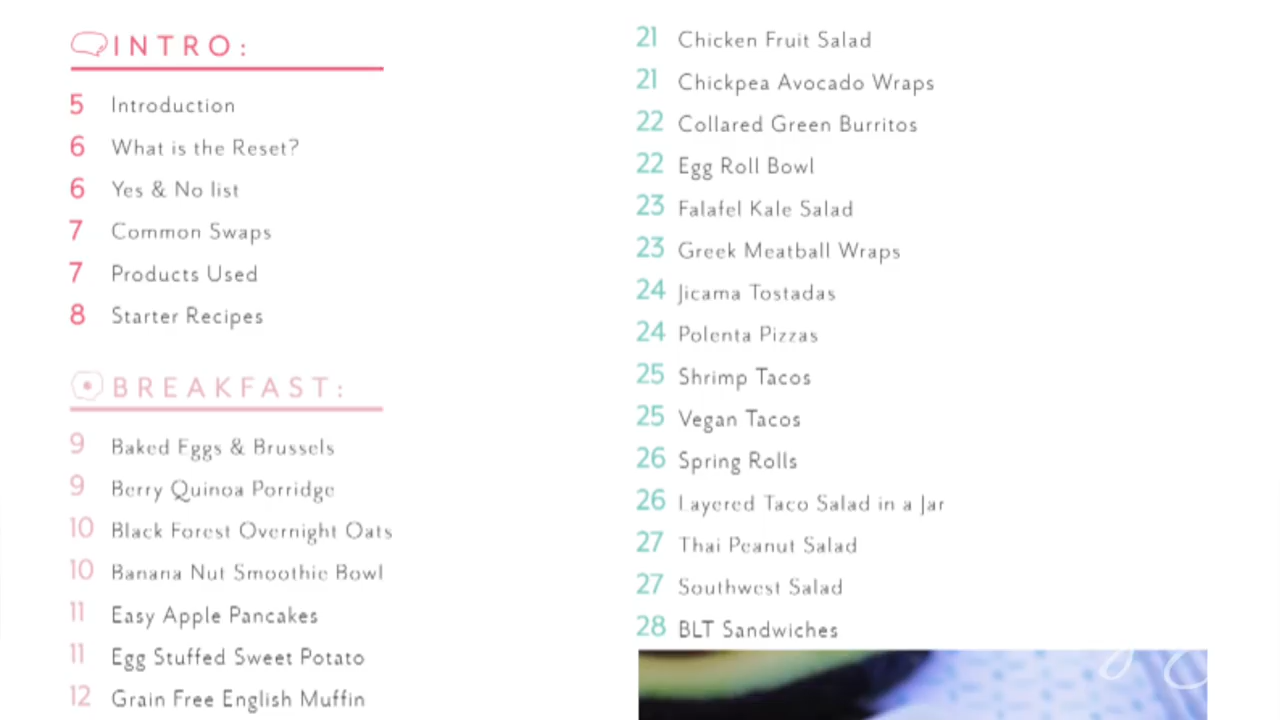 INTRO:
5 Introduction
6 What is the Reset?
6 Yes & No list
7 Common Swaps
7 Products Used
8 Starter Recipes
BREAKFAST:
9 Baked Eggs & Brussels
9 Berry Quinoa Porridge
10 Black Forest Overnight Oats
10 Banana Nut Smoothie Bowl
11 Easy Apple Pancakes
11 Egg Stuffed Sweet Potato
12 Grain Free English Muffin
21 Chicken Fruit Salad
21 Chickpea Avocado Wraps
22 Collared Green Burritos
22 Egg Roll Bowl
23 Falafel Kale Salad
23 Greek Meatball Wraps
24 Jicama Tostadas
24 Polenta Pizzas
25 Shrimp Tacos
25 Vegan Tacos
26 Spring Rolls
26 Layered Taco Salad in a Jar
27 Thai Peanut Salad
27 Southwest Salad
28 BLT Sandwiches